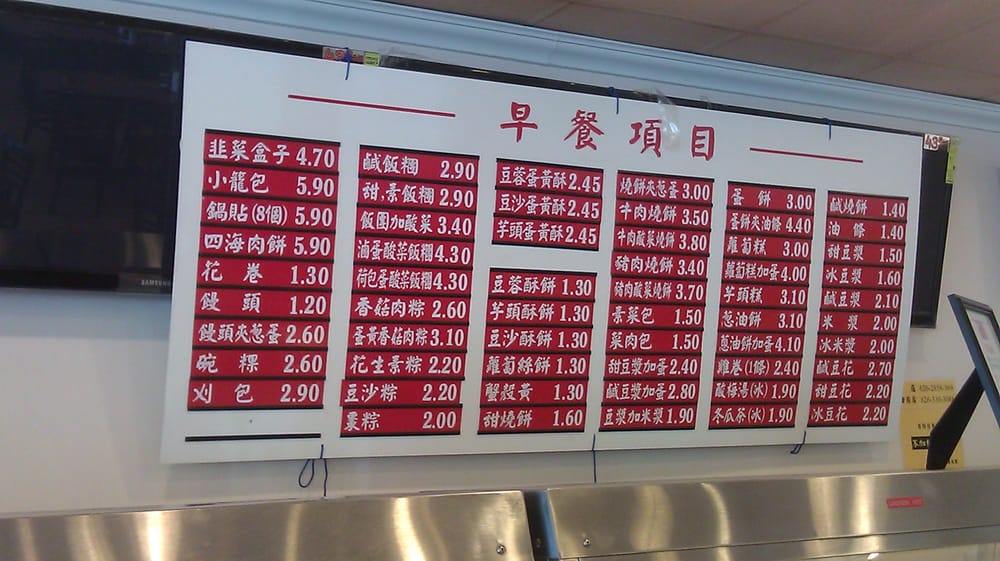 早餐項目
韭菜盒子 4.70
小籠包 5.90
鍋貼(8個) 5.90
四海肉餅 5.90
花卷 1.30
饅頭 1.20
饅頭夾蔥蛋 2.60
碗粿 2.60
刈包 2.90
鹹飯糰 2.90
甜,素飯糰 2.90
飯團加酸菜 3.40
滷蛋酸菜飯糰 4.30
荷包蛋酸菜飯糰 4.30
香菇肉粽 2.60
蛋黃香菇肉粽 3.10
花生素粽 2.20
豆沙粽 2.20
棗粽 2.00
豆蓉蛋黃酥 2.45
豆沙蛋黃酥 2.45
芋頭蛋黃酥 2.45
豆蓉酥餅 1.30
芋頭酥餅 1.30
豆沙酥餅 1.30
蘿蔔絲餅 1.30
蟹殼黃 1.30
甜燒餅 1.60
燒餅夾蔥蛋 3.00
牛肉燒餅 3.50
牛肉酸菜燒餅 3.80
豬肉燒餅 3.40
豬肉酸菜燒餅 3.70
素菜包 1.50
菜肉包 1.50
甜豆漿加蛋 2.40
鹹豆漿加蛋 2.80
豆漿加米漿 1.90
蛋餅 3.00
蛋餅夾油條 4.40
蘿蔔糕 3.00
蘿蔔糕加蛋 4.00
芋頭糕 3.10
蔥油餅 3.10
蔥油餅加蛋 4.10
雞卷(1條) 2.40
酸梅湯(冰) 1.90
冬瓜茶(冰) 1.90
鹹燒餅 1.40
油條 1.40
甜豆漿 1.50
冰豆漿 1.60
鹹豆漿 2.10
米漿 2.00
冰米漿 2.00
鹹豆花 2.70
甜豆花 2.20
冰豆花 2.20
SAMSUNG